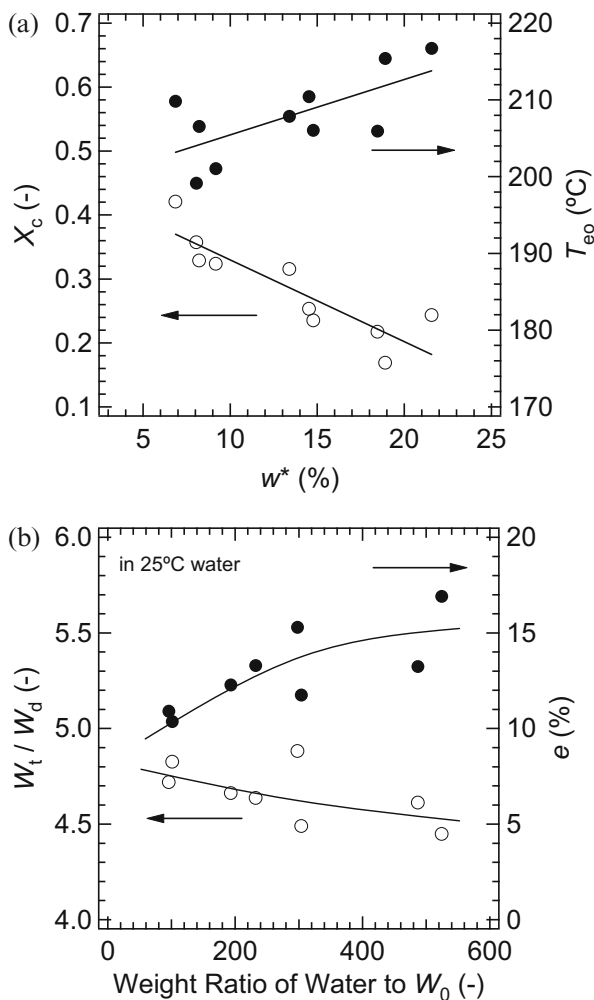 (a)
0.7
0.6
0.5
0.4
0.3
0.2
0.1
X_c (-)
220
210
200
190
180
170
T_eo (ºC)
5 10 15 20 25
w* (%)
(b)
6.0
5.5
5.0
4.5
4.0
W_t / W_d (-)
in 25ºC water
20
15
10
5
0
e (%)
0 200 400 600
Weight Ratio of Water to W_0 (-)